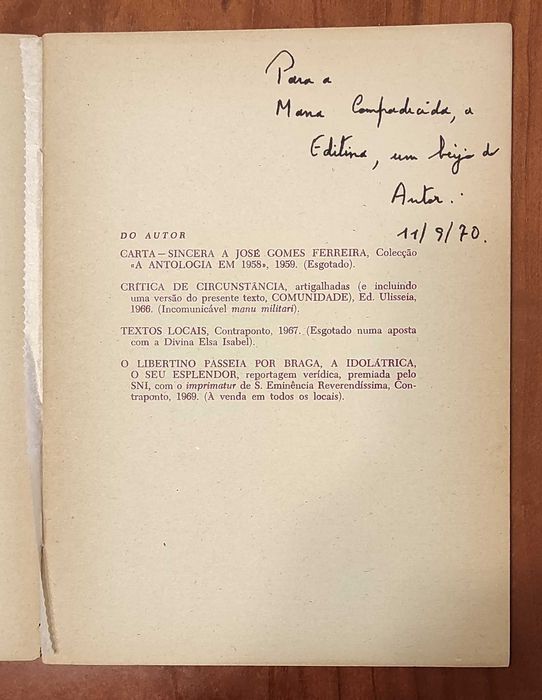 Para a
Mana Compadecida, a
Editina, um beijo do
Autor.
11/9/70.
DO AUTOR
CARTA — SINCERA A JOSÉ GOMES FERREIRA, Colecção
«A ANTOLOGIA EM 1958», 1959. (Esgotado).
CRÍTICA DE CIRCUNSTÂNCIA, artigalhadas (e incluindo
uma versão do presente texto, COMUNIDADE), Ed. Ulisseia,
1966. (Incomunicável manu militari).
TEXTOS LOCAIS, Contraponto, 1967. (Esgotado numa aposta
com a Divina Elsa Isabel).
O LIBERTINO PASSEIA POR BRAGA, A IDOLÁTRICA,
O SEU ESPLENDOR, reportagem verídica, premiada pelo
SNI, com o imprimatur de S. Eminência Reverendíssima, Con-
traponto, 1969. (À venda em todos os locais).